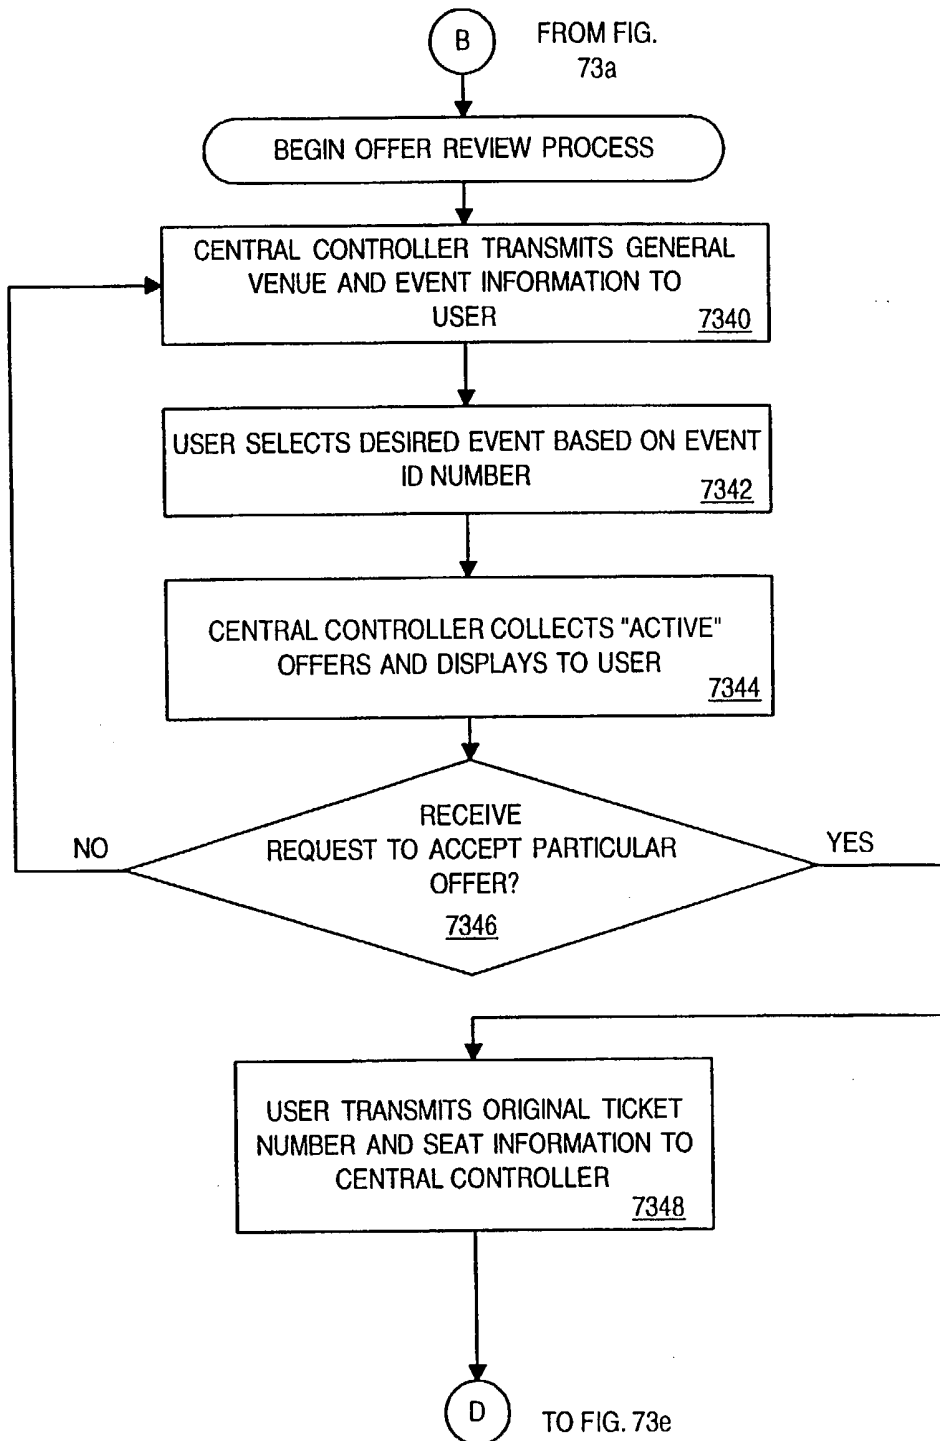 B
FROM FIG.
73a
BEGIN OFFER REVIEW PROCESS
CENTRAL CONTROLLER TRANSMITS GENERAL
VENUE AND EVENT INFORMATION TO
USER
7340
USER SELECTS DESIRED EVENT BASED ON EVENT
ID NUMBER
7342
CENTRAL CONTROLLER COLLECTS "ACTIVE"
OFFERS AND DISPLAYS TO USER
7344
RECEIVE
REQUEST TO ACCEPT PARTICULAR
OFFER?
7346
NO
YES
USER TRANSMITS ORIGINAL TICKET
NUMBER AND SEAT INFORMATION TO
CENTRAL CONTROLLER
7348
D
TO FIG. 73e